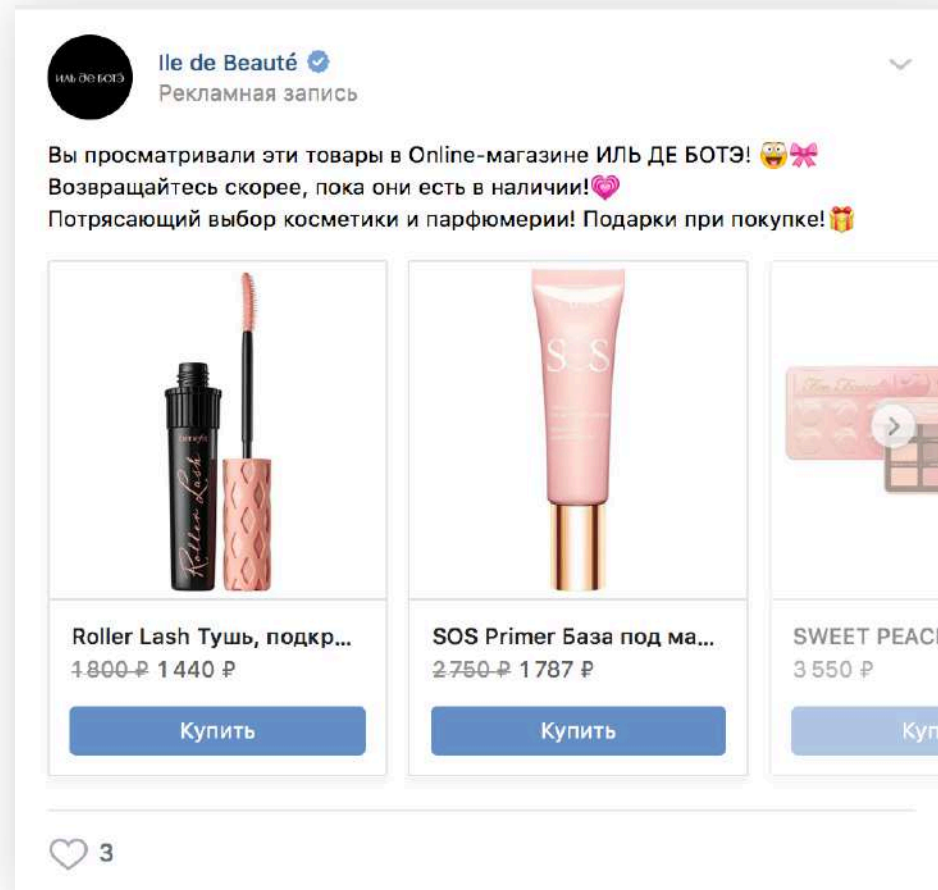 ИЛЬ ДЕ БОТЭ
Ile de Beauté
Рекламная запись
Вы просматривали эти товары в Online-магазине ИЛЬ ДЕ БОТЭ! 🤪🎀
Возвращайтесь скорее, пока они есть в наличии!💗
Потрясающий выбор косметики и парфюмерии! Подарки при покупке!🎁
benefit
Roller Lash
SOS
Roller Lash Тушь, подкр...
1 800 ₽ 1 440 ₽
Купить
SOS Primer База под ма...
2 750 ₽ 1 787 ₽
Купить
SWEET PEACH
3 550 ₽
Куп
3